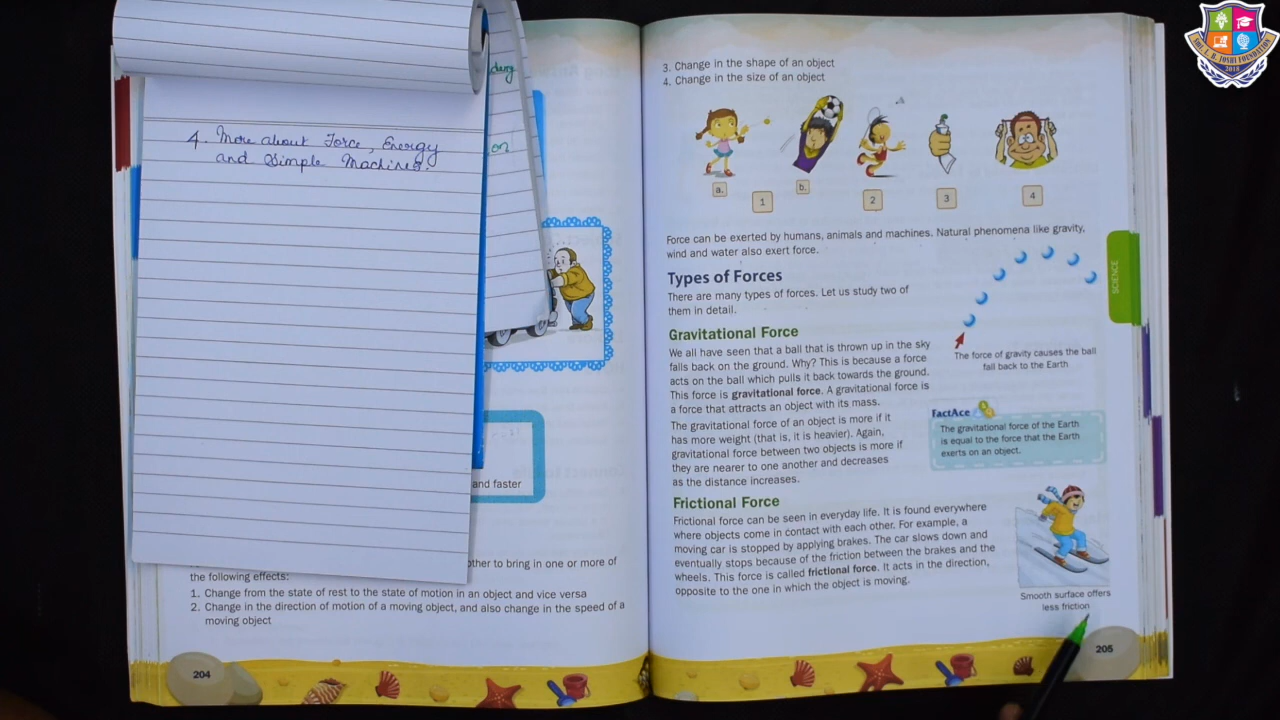 4. More about Force, Energy
and Simple Machines.
on
and faster
other to bring in one or more of
the following effects:
1. Change from the state of rest to the state of motion in an object and vice versa
2. Change in the direction of motion of a moving object, and also change in the speed of a
moving object
204
3. Change in the shape of an object
4. Change in the size of an object
a.
1
b.
2
3
4
Force can be exerted by humans, animals and machines. Natural phenomena like gravity,
wind and water also exert force.
Types of Forces
There are many types of forces. Let us study two of
them in detail.
Gravitational Force
We all have seen that a ball that is thrown up in the sky
falls back on the ground. Why? This is because a force
acts on the ball which pulls it back towards the ground.
This force is gravitational force. A gravitational force is
a force that attracts an object with its mass.
The gravitational force of an object is more if it
has more weight (that is, it is heavier). Again,
gravitational force between two objects is more if
they are nearer to one another and decreases
as the distance increases.
The force of gravity causes the ball
fall back to the Earth
FactAce
The gravitational force of the Earth
is equal to the force that the Earth
exerts on an object.
Frictional Force
Frictional force can be seen in everyday life. It is found everywhere
where objects come in contact with each other. For example, a
moving car is stopped by applying brakes. The car slows down and
eventually stops because of the friction between the brakes and the
wheels. This force is called frictional force. It acts in the direction,
opposite to the one in which the object is moving.
Smooth surface offers
less friction
205
SCIENCE
SHRI L. R. JOSHI FOUNDATION
2018